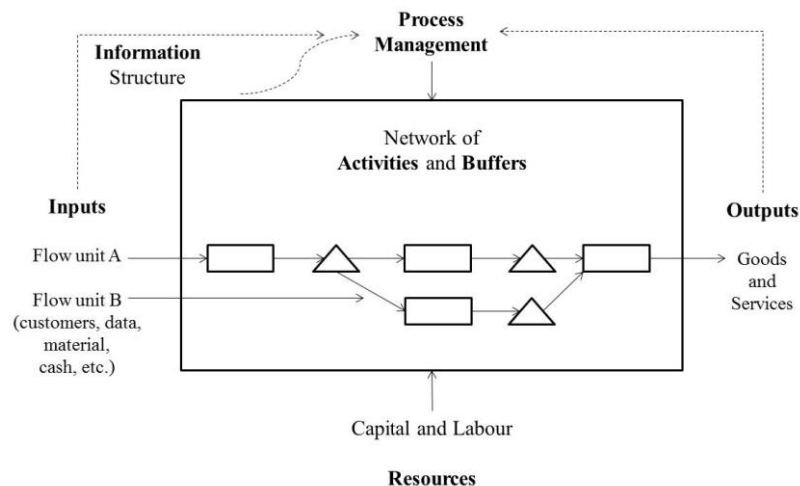 Process
Management
Information
Structure
Network of
Activities and Buffers
Inputs
Outputs
Flow unit A
Goods
and
Services
Flow unit B
(customers, data,
material,
cash, etc.)
Capital and Labour
Resources